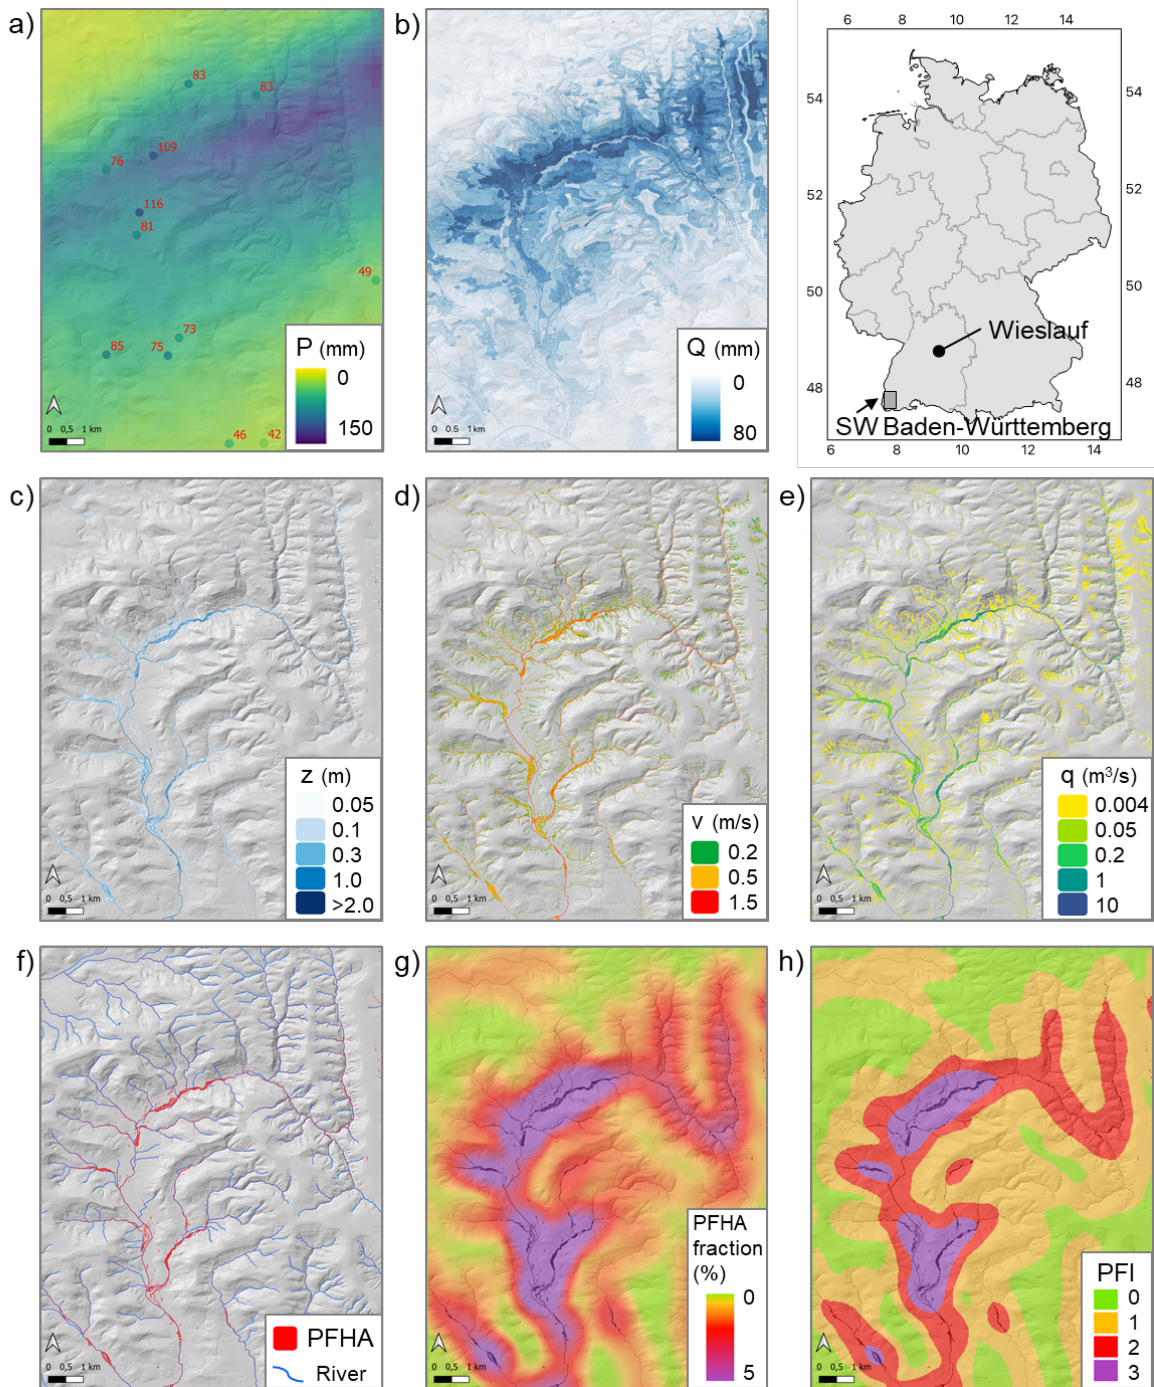 a)
83
83
109
76
116
81
49
73
85
75
46
42
P (mm)
0
150
0 0,5 1 km
b)
Q (mm)
0
80
0 0.5 1 km
6 8 10 12 14
54
54
52
52
50
50
48
48
Wieslauf
SW Baden-Württemberg
6 8 10 12 14
c)
z (m)
0.05
0.1
0.3
1.0
>2.0
0 0,5 1 km
d)
v (m/s)
0.2
0.5
1.5
0 0,5 1 km
e)
q (m³/s)
0.004
0.05
0.2
1
10
0 0,5 1 km
f)
PFHA
River
0 0,5 1 km
g)
PFHA
fraction
(%)
0
5
0 0,5 1 km
h)
PFI
0
1
2
3
0 0,5 1 km